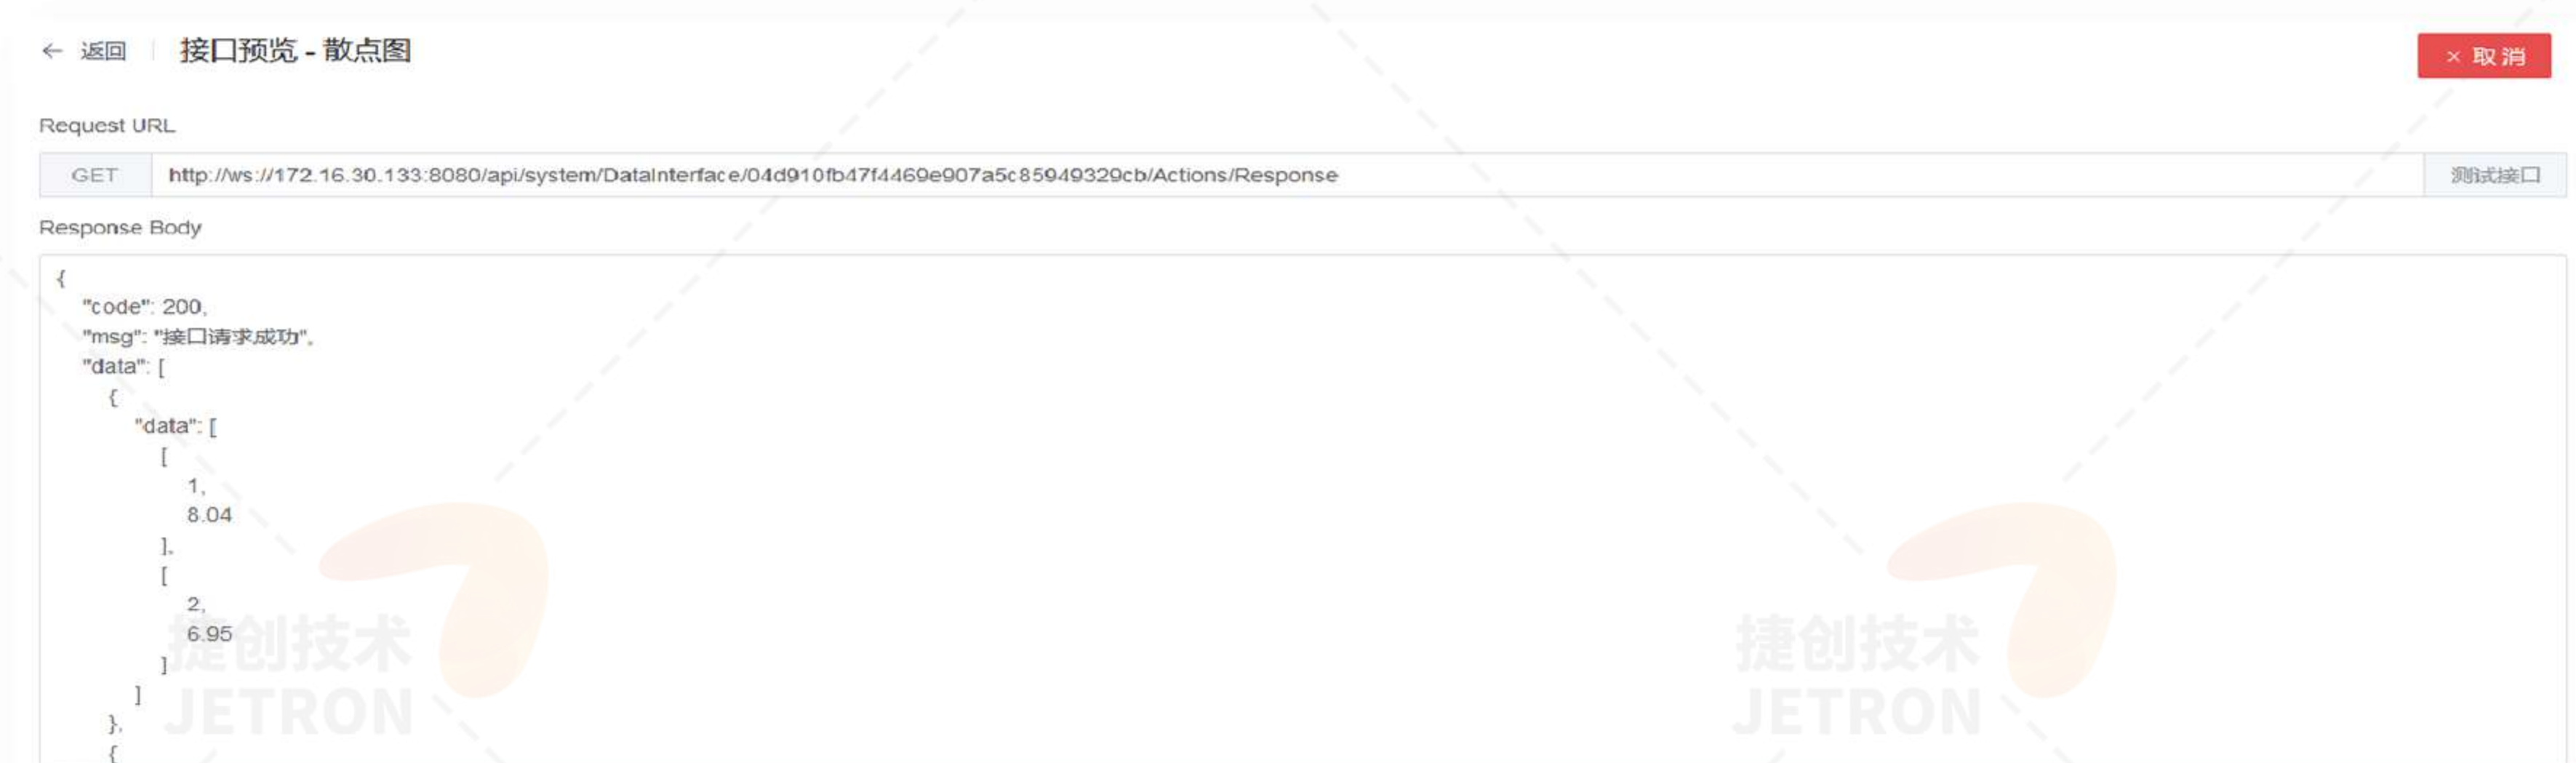 ← 返回 接口预览 - 散点图
× 取消
Request URL
GET http://ws://172.16.30.133:8080/api/system/DataInterface/04d910fb47f4469e907a5c85949329cb/Actions/Response 测试接口
Response Body
{
"code": 200,
"msg": "接口请求成功",
"data": [
{
"data": [
[
1,
8.04
],
[
2,
6.95
]
]
},
{
捷创技术
JETRON
捷创技术
JETRON